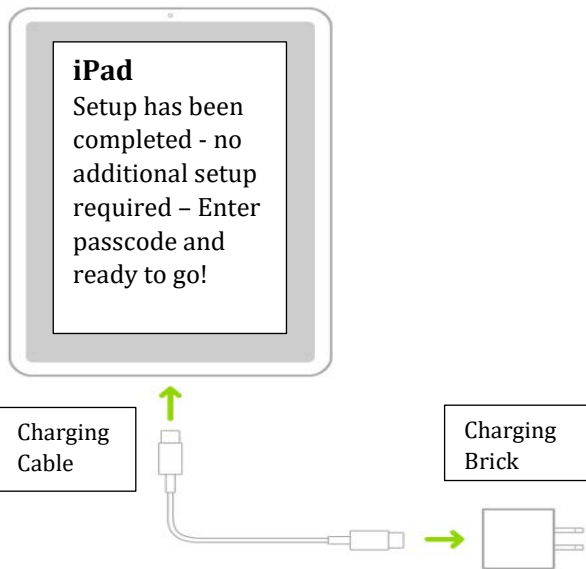 iPad
Setup has been
completed - no
additional setup
required – Enter
passcode and
ready to go!
Charging
Cable
Charging
Brick